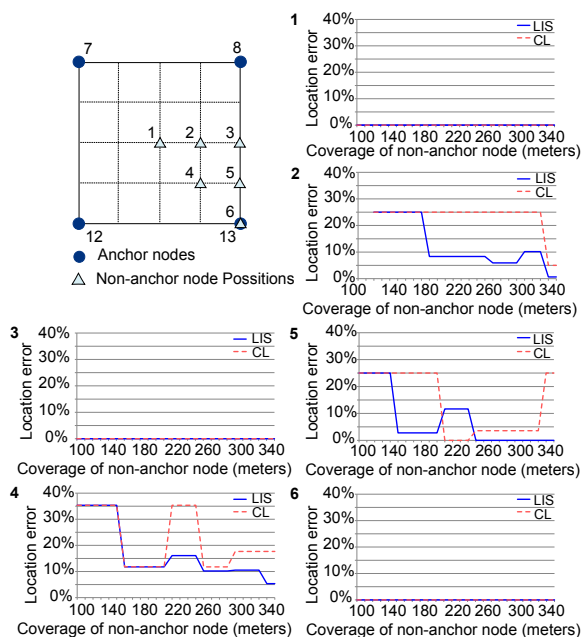 7 8
1 2 3
4 5
6
12 13
Anchor nodes
Non-anchor node Possitions
1
40%
30%
20%
10%
0%
Location error
LIS
CL
100 140 180 220 260 300 340
Coverage of non-anchor node (meters)
2
40%
30%
20%
10%
0%
Location error
LIS
CL
100 140 180 220 260 300 340
Coverage of non-anchor node (meters)
3
40%
30%
20%
10%
0%
Location error
LIS
CL
100 140 180 220 260 300 340
Coverage of non-anchor node (meters)
5
40%
30%
20%
10%
0%
Location error
LIS
CL
100 140 180 220 260 300 340
Coverage of non-anchor node (meters)
4
40%
30%
20%
10%
0%
Location error
LIS
CL
100 140 180 220 260 300 340
Coverage of non-anchor node (meters)
6
40%
30%
20%
10%
0%
Location error
LIS
CL
100 140 180 220 260 300 340
Coverage of non-anchor node (meters)